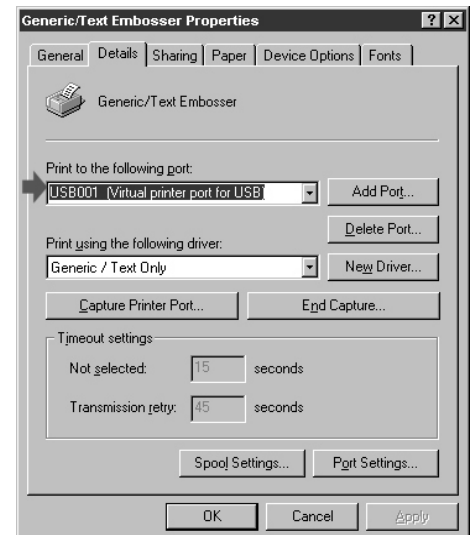 Generic/Text Embosser Properties ? X
General Details Sharing Paper Device Options Fonts
Generic/Text Embosser
Print to the following port:
USB001 (Virtual printer port for USB) Add Port...
Delete Port...
Print using the following driver:
Generic / Text Only New Driver...
Capture Printer Port... End Capture...
Timeout settings
Not selected: 15 seconds
Transmission retry: 45 seconds
Spool Settings... Port Settings...
OK Cancel Apply